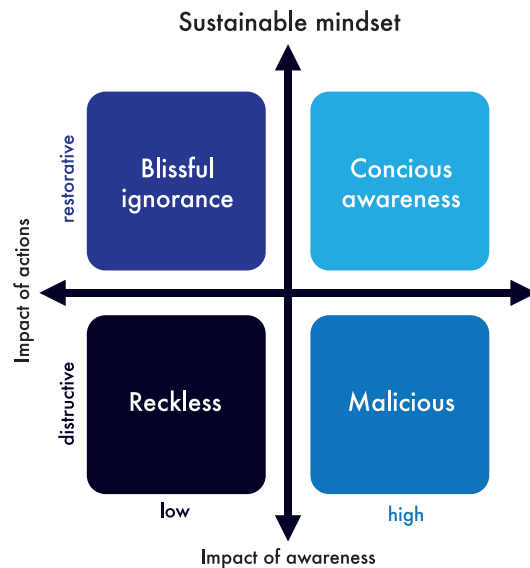 Sustainable mindset
Blissful
ignorance
Concious
awareness
restorative
Impact of actions
distructive
Reckless
Malicious
low
high
Impact of awareness